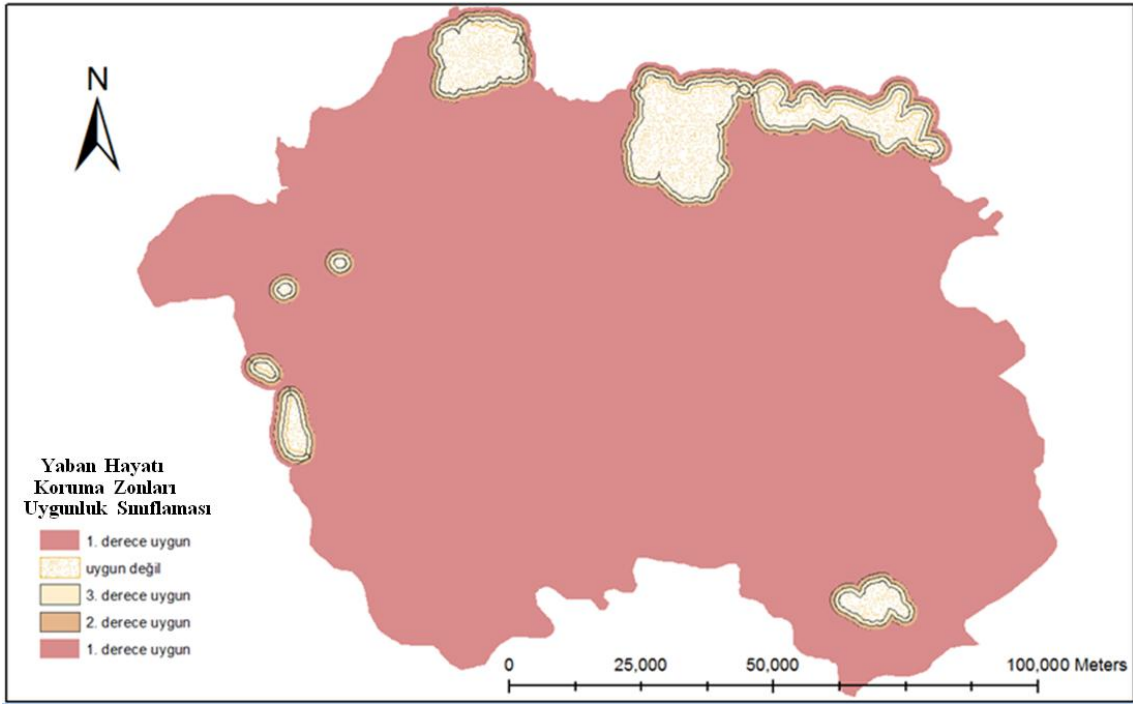 N
Yaban Hayatı
Koruma Zonları
Uygunluk Sınıflaması
1. derece uygun
uygun değil
3. derece uygun
2. derece uygun
1. derece uygun
0 25,000 50,000 100,000 Meters